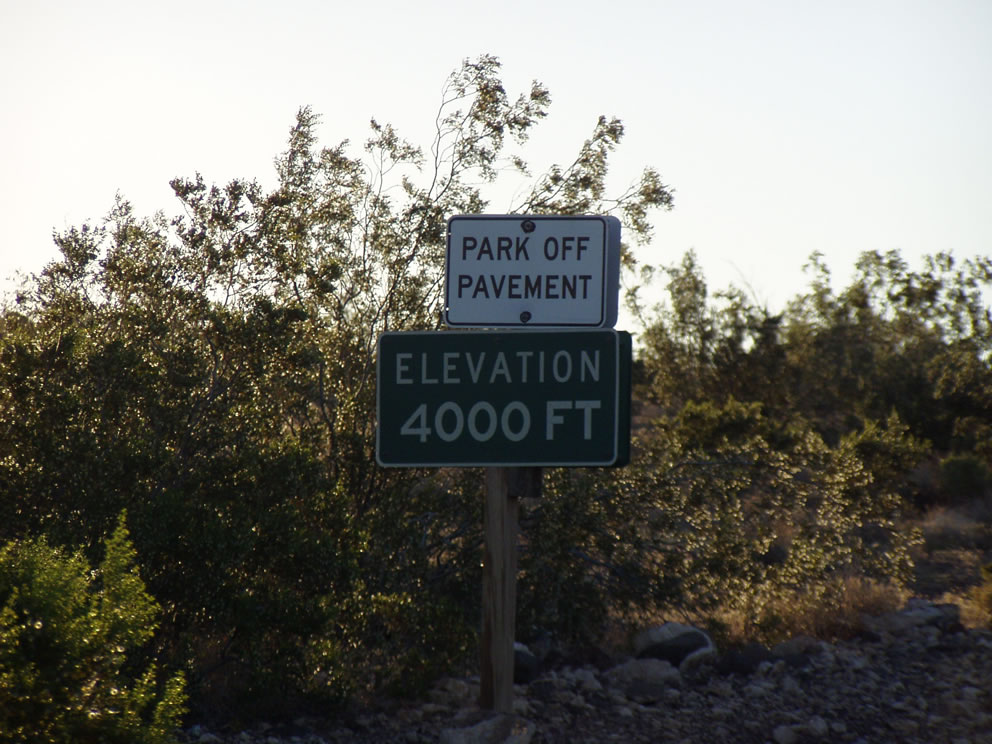 PARK OFF
PAVEMENT
ELEVATION
4000 FT